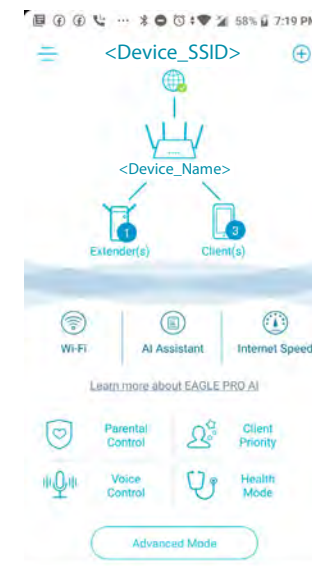 58% 7:19 PM
<Device_SSID>
<Device_Name>
1
3
Extender(s) Client(s)
Wi-Fi AI Assistant Internet Speed
Learn more about EAGLE PRO AI
Parental Control
Client Priority
Voice Control
Health Mode
Advanced Mode